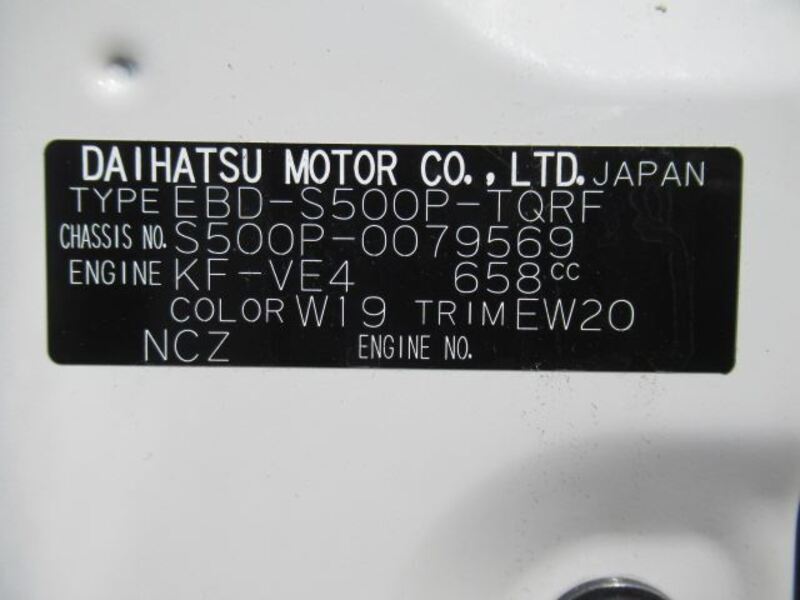 DAIHATSU MOTOR CO., LTD. JAPAN
TYPE EBD-S500P-TQRF
CHASSIS NO. S500P-0079569
ENGINE KF-VE4 658cc
COLOR W19 TRIM EW20
NCZ ENGINE NO.